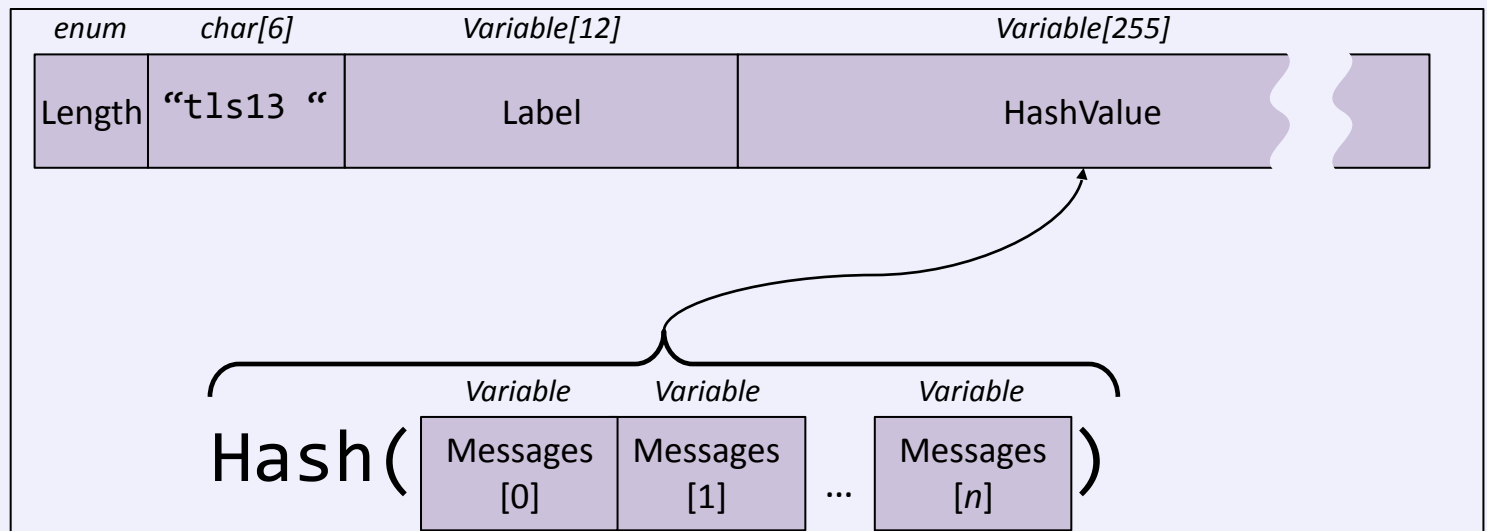 enum char[6] Variable[12] Variable[255]
Length “tls13 “ Label HashValue
Variable Variable Variable
Hash( Messages [0] Messages [1] … Messages [n] )